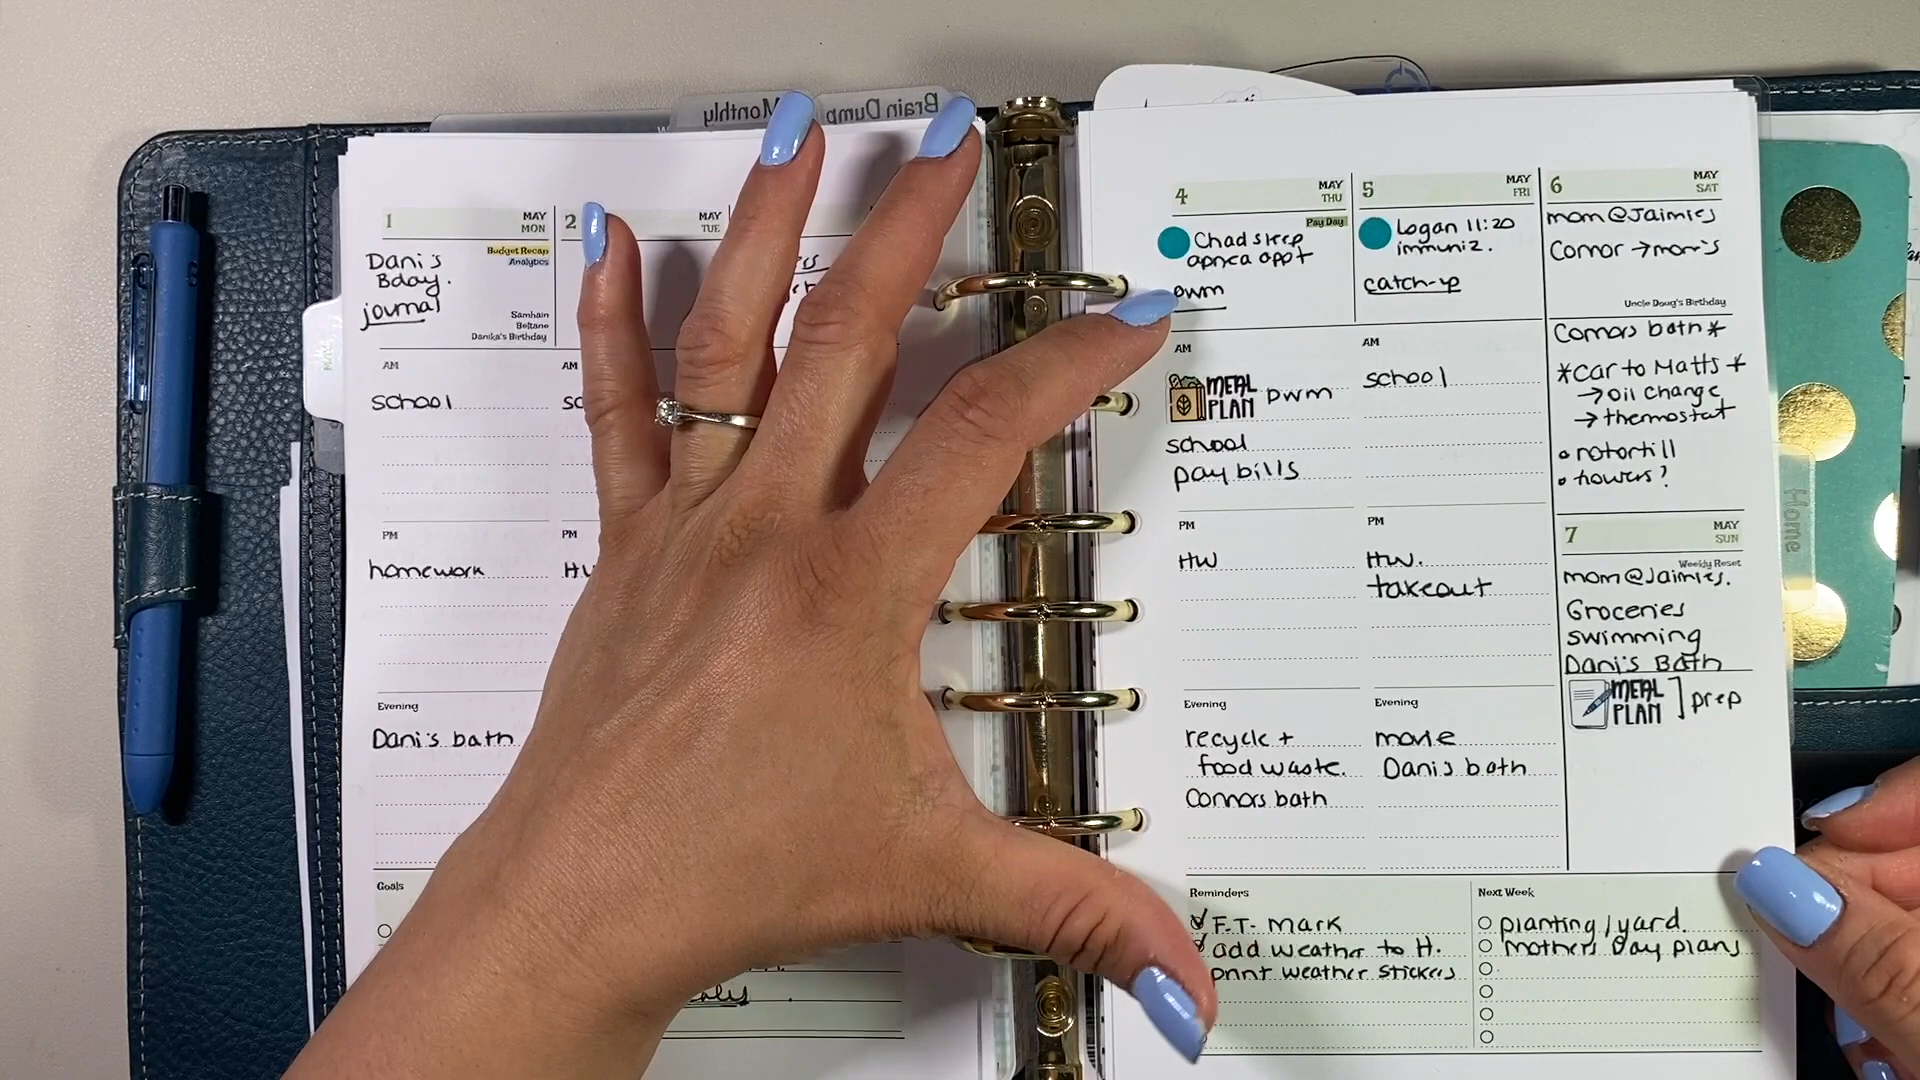 Monthly
Brain Dump
1
MAY
MON
Budget Recap
Analytics
Dani's
Bday.
journal
Samhain
Beltane
Danika's Birthday
AM
school
PM
homework
Evening
Dani's bath
Goals
2
MAY
TUE
AM
PM
4
MAY
THU
Pay Day
Chad sleep
apnea appt
pwm
AM
MEAL
PLAN
pwm
school
pay bills
PM
HW
Evening
recycle +
food waste.
Connors bath
5
MAY
FRI
Logan 11:20
immuniz.
catch-up
AM
school
PM
HW.
takeout
Evening
movie
Dani's bath
6
MAY
SAT
mom @ Jaimies
Connor → mom's
Uncle Doug's Birthday
Connors bath *
* Car to Matts *
→ oil change
→ thermostat
• rotortill
• flowers?
7
MAY
SUN
Weekly Reset
mom @ Jaimies.
Groceries
swimming
Dani's Bath
MEAL
PLAN
] prep
Reminders
F.T. Mark
add weather to H.
print weather stickers
Next Week
planting / yard.
mothers Day plans
Home